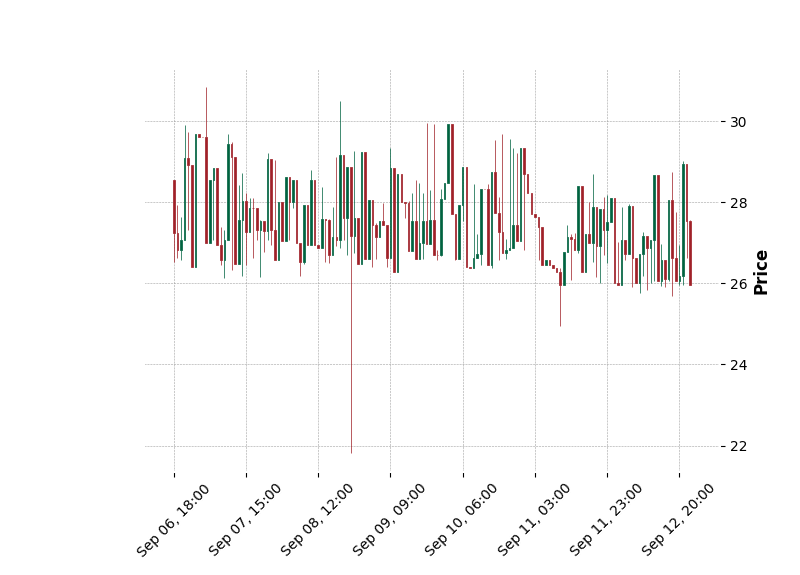 30
28
26
24
22
Price
Sep 06, 18:00
Sep 07, 15:00
Sep 08, 12:00
Sep 09, 09:00
Sep 10, 06:00
Sep 11, 03:00
Sep 11, 23:00
Sep 12, 20:00